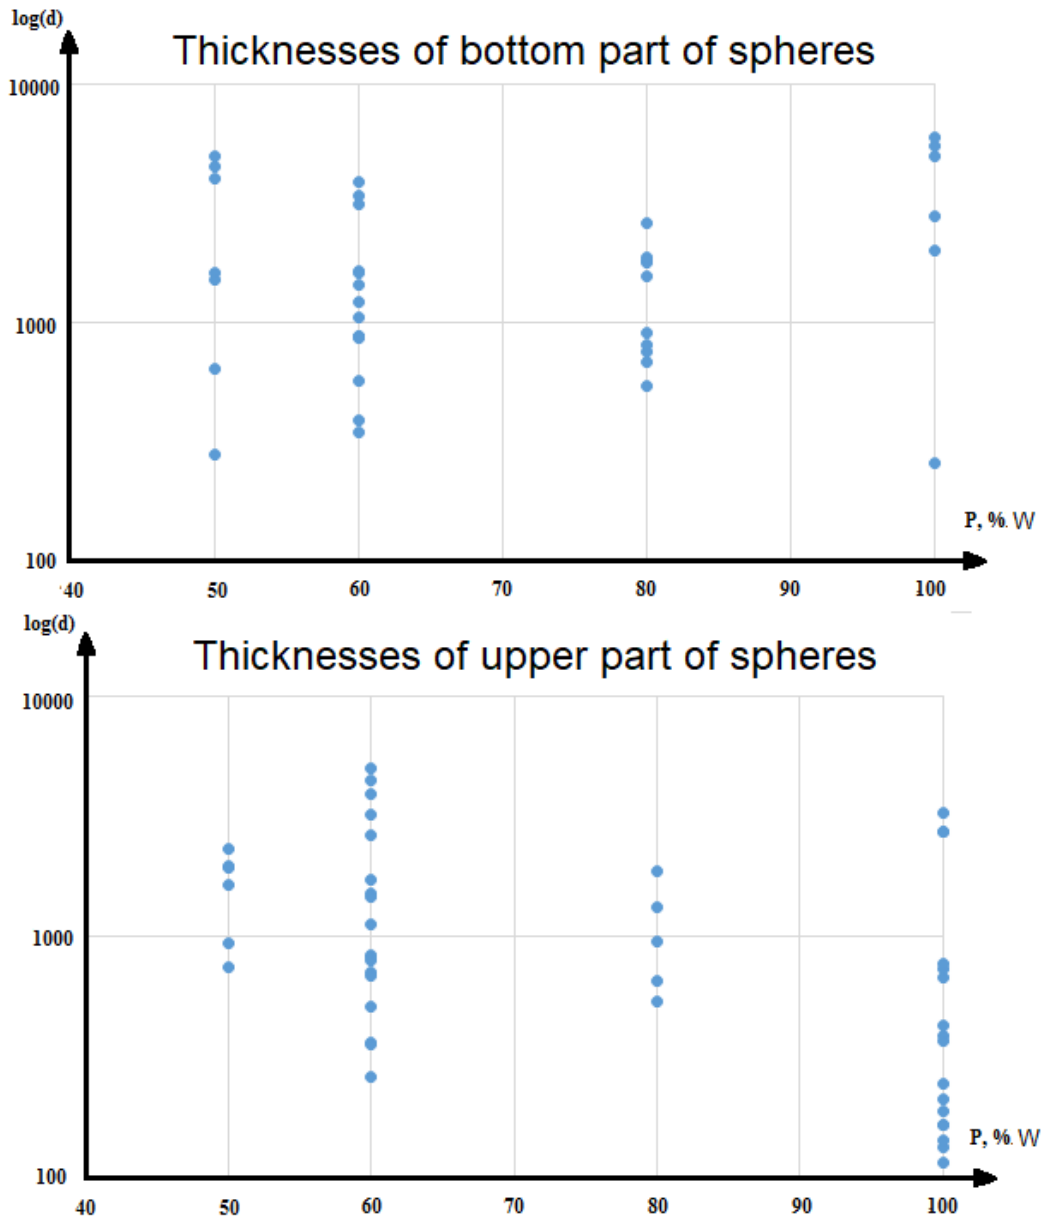 log(d)
Thicknesses of bottom part of spheres
10000
1000
100
P, %. W
40 50 60 70 80 90 100
log(d)
Thicknesses of upper part of spheres
10000
1000
100
P, %. W
40 50 60 70 80 90 100